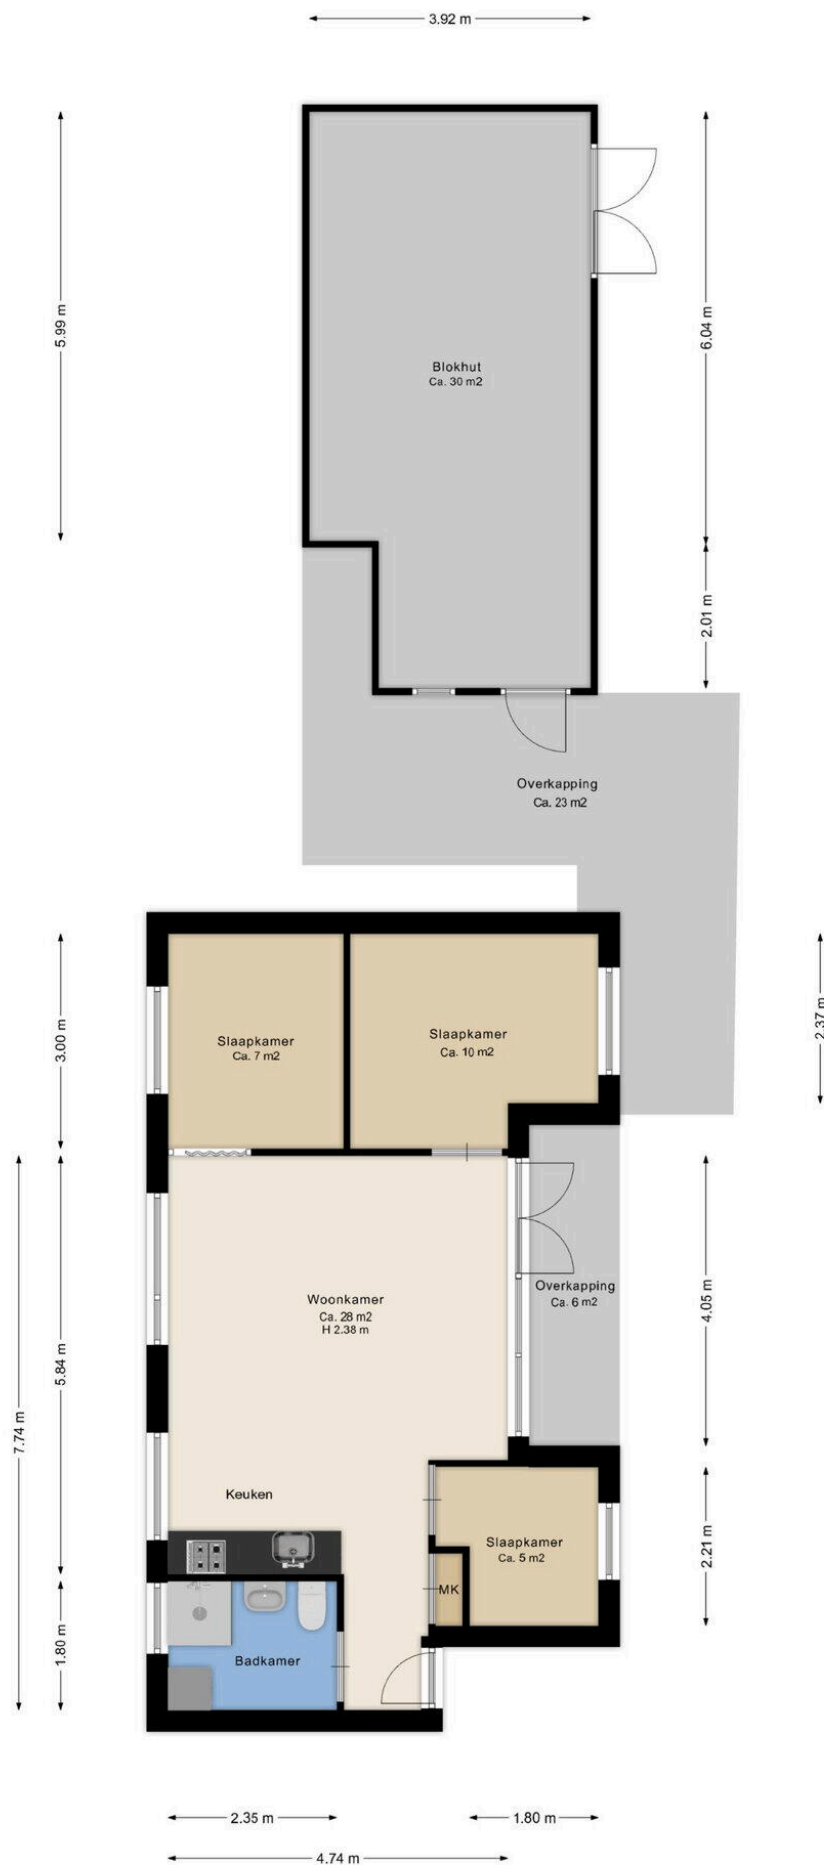 3.92 m
5.99 m
6.04 m
Blokhut
Ca. 30 m2
2.01 m
Overkapping
Ca. 23 m2
3.00 m
2.37 m
Slaapkamer
Ca. 7 m2
Slaapkamer
Ca. 10 m2
Overkapping
Ca. 6 m2
4.05 m
Woonkamer
Ca. 28 m2
H 2.38 m
5.84 m
7.74 m
Keuken
Slaapkamer
Ca. 5 m2
2.21 m
MK
1.80 m
Badkamer
2.35 m
1.80 m
4.74 m